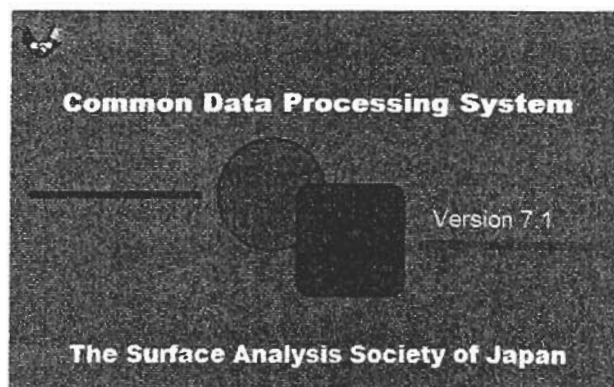 Common Data Processing System
Version 7.1
The Surface Analysis Society of Japan